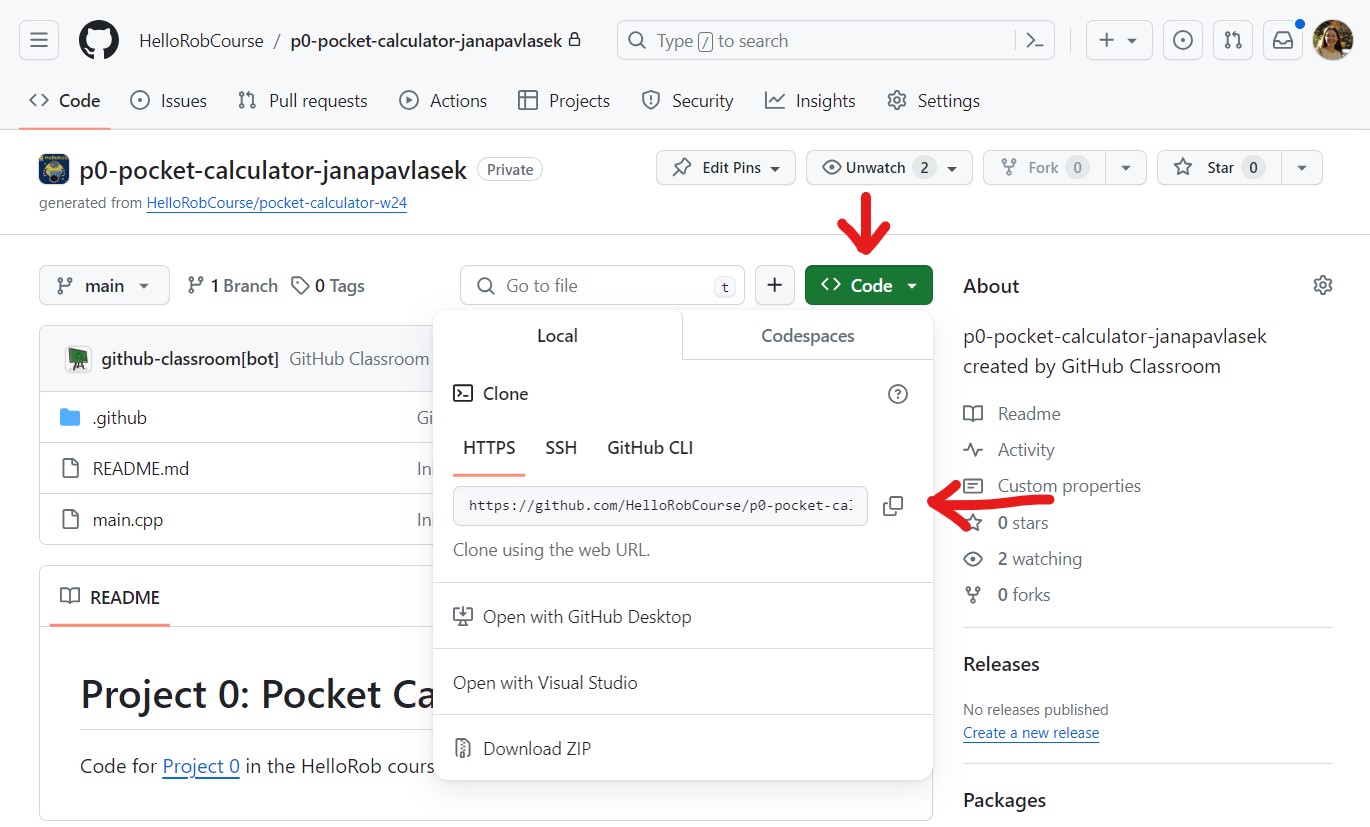 HelloRobCourse / p0-pocket-calculator-janapavlasek
Type / to search
Code Issues Pull requests Actions Projects Security Insights Settings
p0-pocket-calculator-janapavlasek Private
Edit Pins Unwatch 2 Fork 0 Star 0
generated from HelloRobCourse/pocket-calculator-w24
main 1 Branch 0 Tags
Go to file t
Code
github-classroom[bot] GitHub Classroom
.github Gi
README.md In
main.cpp In
README
Project 0: Pocket Ca
Code for Project 0 in the HelloRob cours
Local Codespaces
Clone
HTTPS SSH GitHub CLI
https://github.com/HelloRobCourse/p0-pocket-cal
Clone using the web URL.
Open with GitHub Desktop
Open with Visual Studio
Download ZIP
About
p0-pocket-calculator-janapavlasek
created by GitHub Classroom
Readme
Activity
Custom properties
0 stars
2 watching
0 forks
Releases
No releases published
Create a new release
Packages